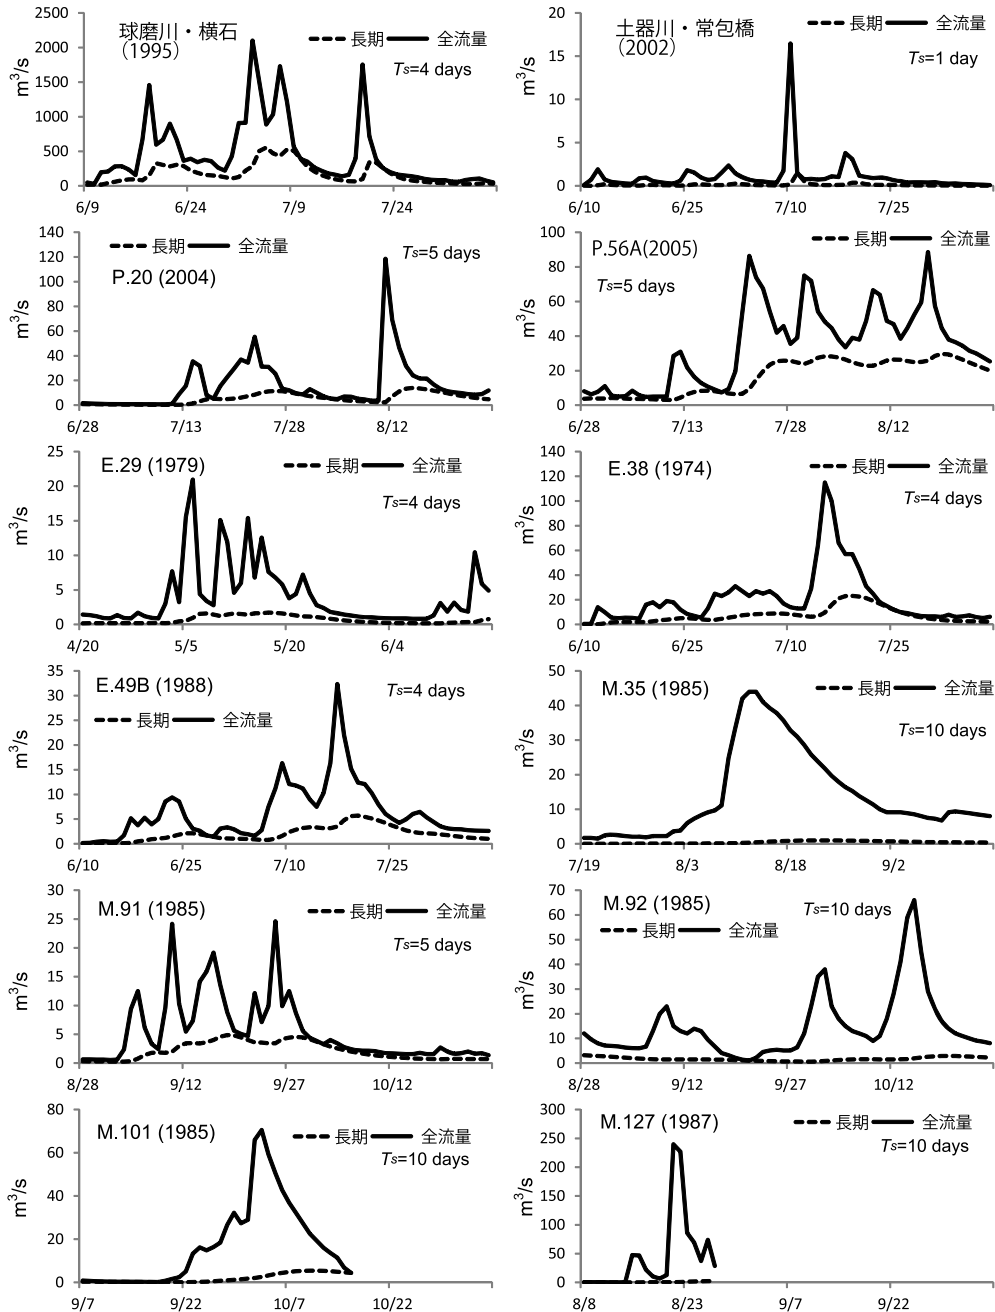 球磨川・横石
（1995）
長期 全流量
Ts=4 days
m3/s
2500
2000
1500
1000
500
0
6/9 6/24 7/9 7/24
土器川・常包橋
（2002）
長期 全流量
Ts=1 day
m3/s
20
15
10
5
0
6/10 6/25 7/10 7/25
長期 全流量
P.20 (2004)
Ts=5 days
m3/s
140
120
100
80
60
40
20
0
6/28 7/13 7/28 8/12
P.56A(2005)
長期 全流量
Ts=5 days
m3/s
100
80
60
40
20
0
6/28 7/13 7/28 8/12
E.29 (1979)
長期 全流量
Ts=4 days
m3/s
25
20
15
10
5
0
4/20 5/5 5/20 6/4
E.38 (1974)
長期 全流量
Ts=4 days
m3/s
140
120
100
80
60
40
20
0
6/10 6/25 7/10 7/25
E.49B (1988)
長期 全流量
Ts=4 days
m3/s
35
30
25
20
15
10
5
0
6/10 6/25 7/10 7/25
M.35 (1985)
長期 全流量
Ts=10 days
m3/s
50
40
30
20
10
0
7/19 8/3 8/18 9/2
M.91 (1985)
長期 全流量
Ts=5 days
m3/s
30
25
20
15
10
5
0
8/28 9/12 9/27 10/12
M.92 (1985)
長期 全流量
Ts=10 days
m3/s
70
60
50
40
30
20
10
0
8/28 9/12 9/27 10/12
M.101 (1985)
長期 全流量
Ts=10 days
m3/s
80
60
40
20
0
9/7 9/22 10/7 10/22
M.127 (1987)
長期 全流量
Ts=10 days
m3/s
300
250
200
150
100
50
0
8/8 8/23 9/7 9/22